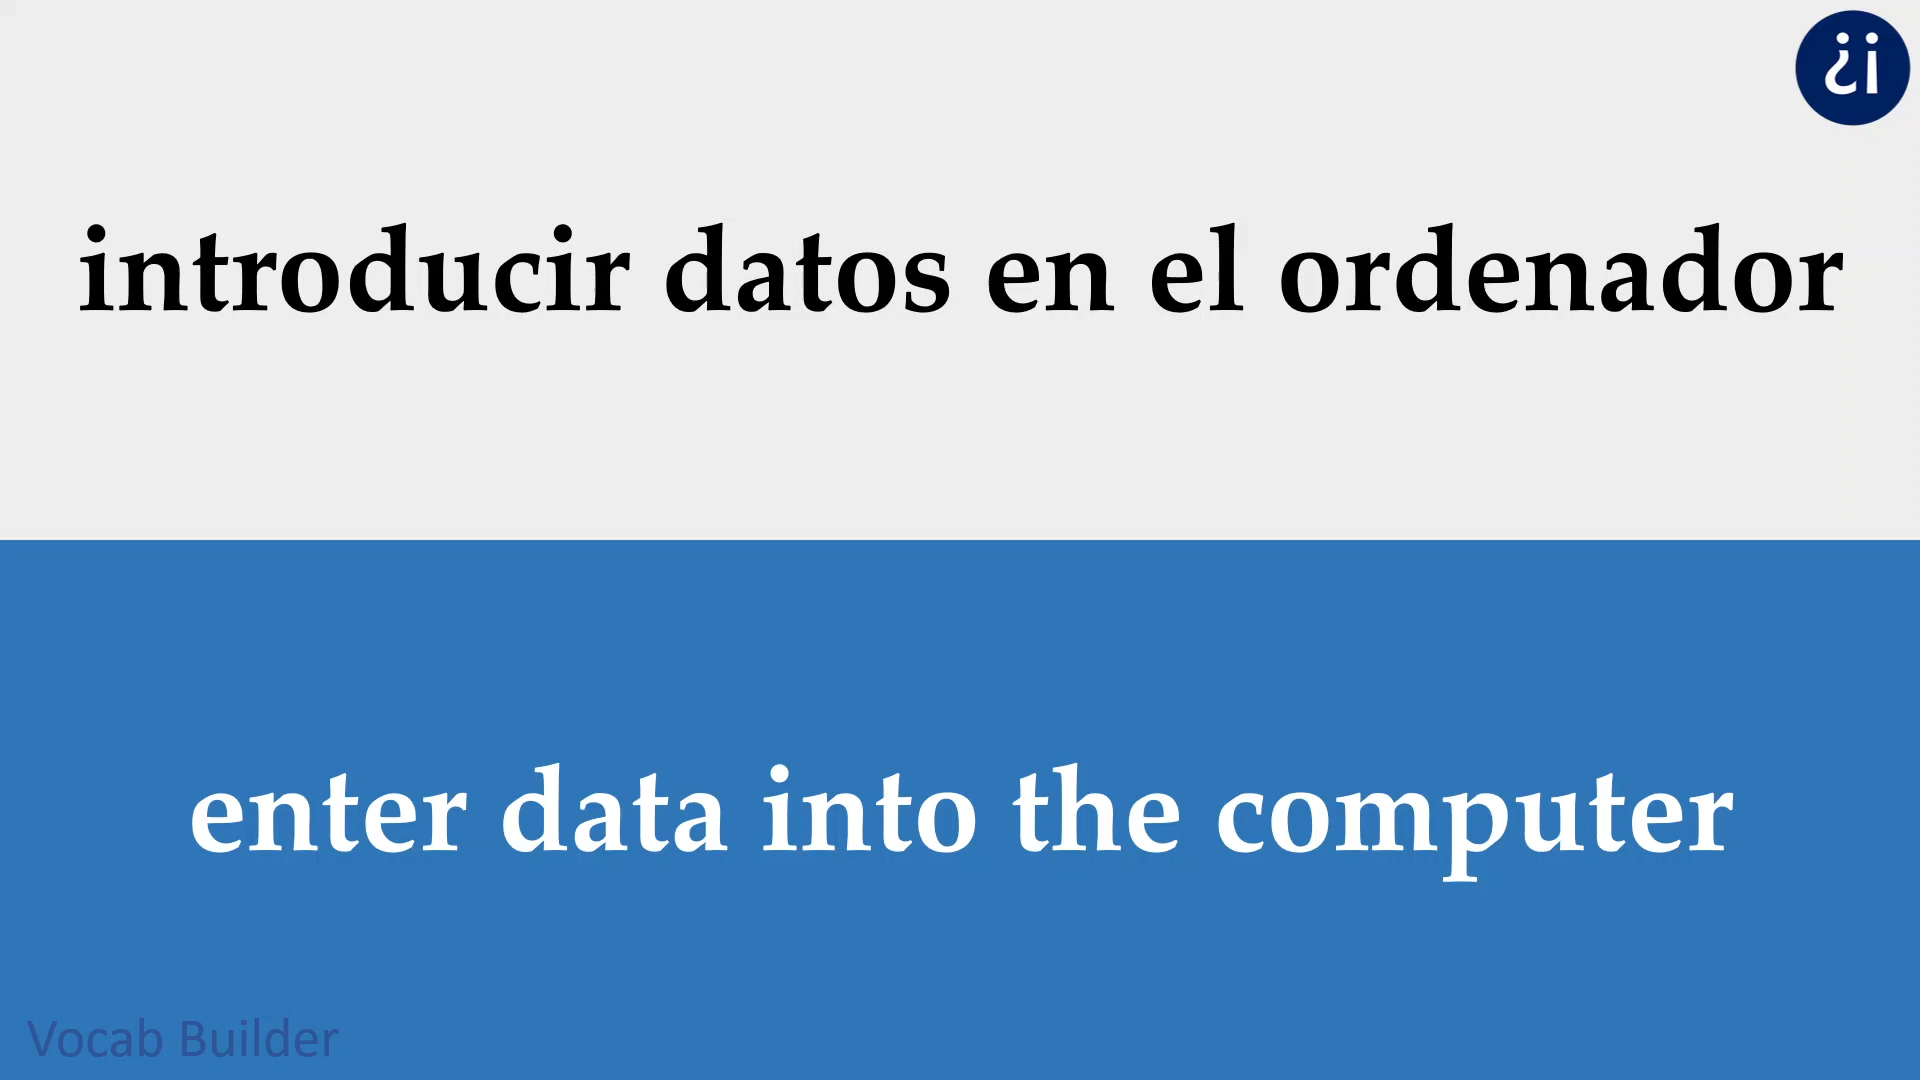 ¿¡
introducir datos en el ordenador
enter data into the computer
Vocab Builder